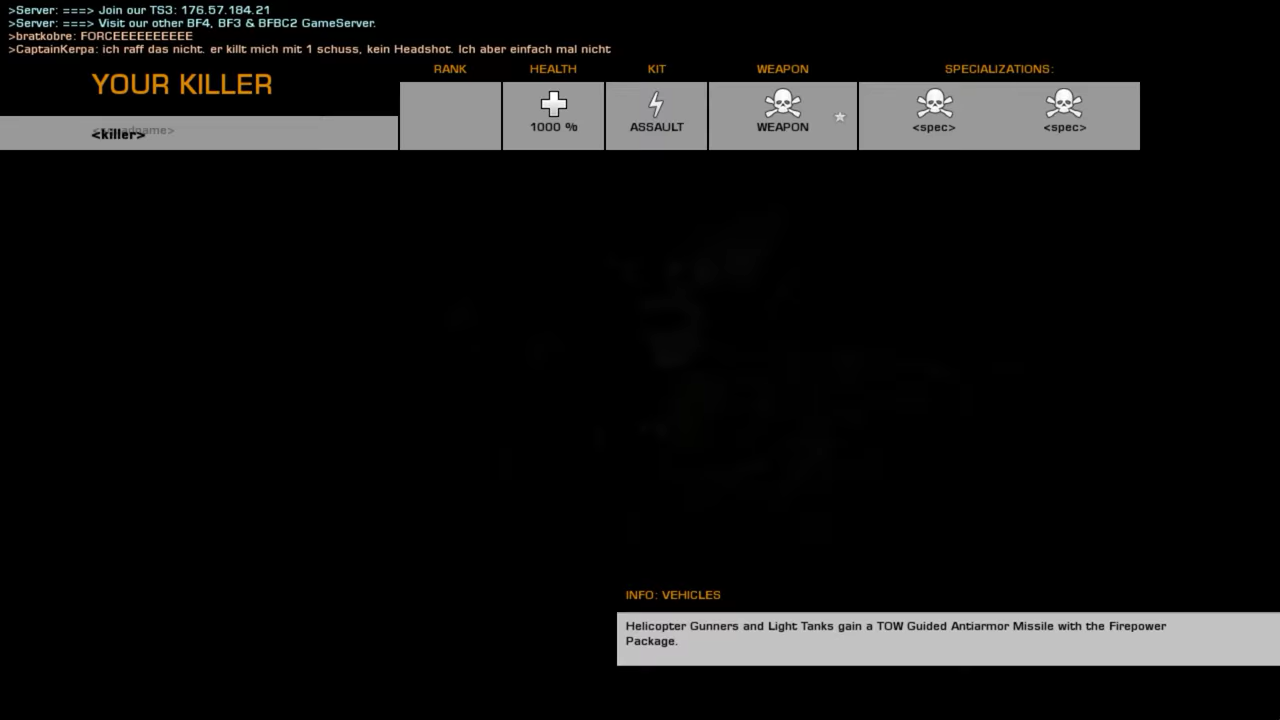 >Server: ===> Join our TS3: 176.57.184.21
>Server: ===> Visit our other BF4, BF3 & BFBC2 GameServer.
>bratkobre: FORCEEEEEEEEEE
>CaptainKerpa: ich raff das nicht. er killt mich mit 1 schuss, kein Headshot. Ich aber einfach mal nicht
YOUR KILLER
RANK HEALTH KIT WEAPON SPECIALIZATIONS:
<killer>
1000 % ASSAULT WEAPON <spec> <spec>
INFO: VEHICLES
Helicopter Gunners and Light Tanks gain a TOW Guided Antiarmor Missile with the Firepower
Package.